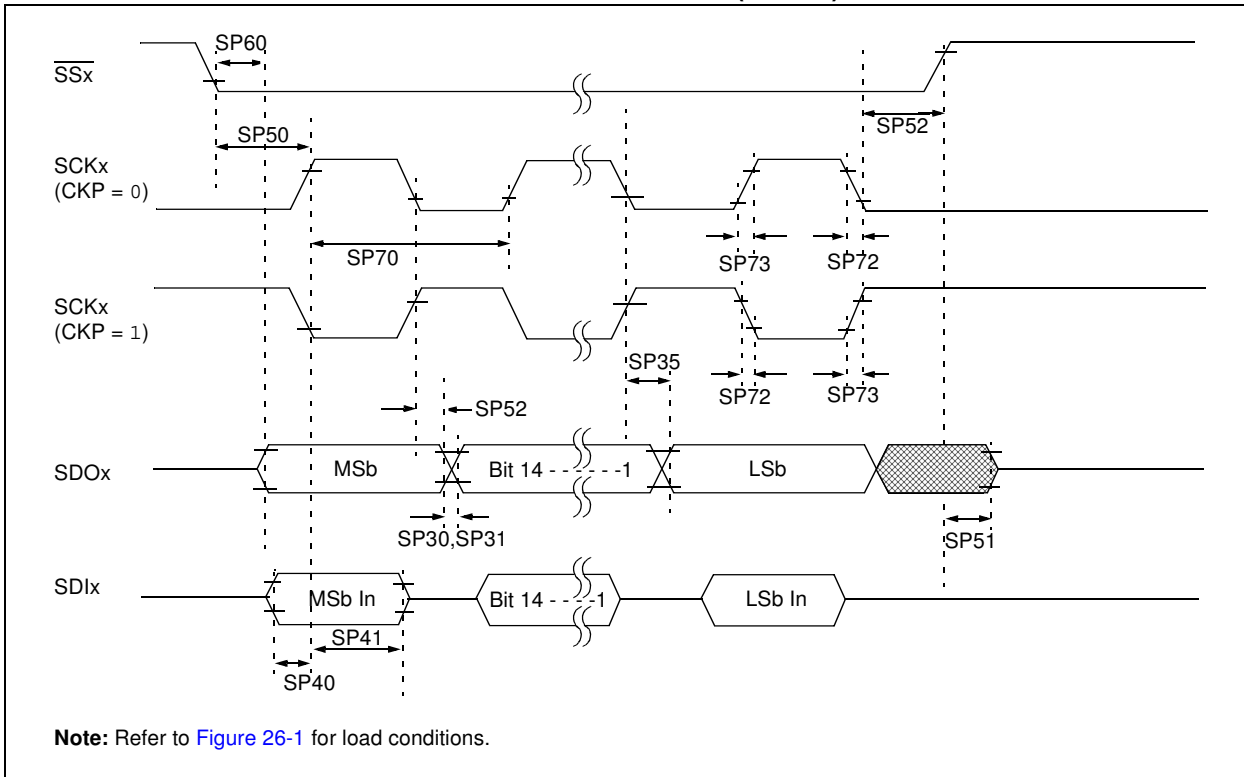 SP60
SSx
SP52
SP50
SCKx
(CKP = 0)
SP70
SP73
SP72
SCKx
(CKP = 1)
SP35
SP72
SP73
SP52
SDOx
MSb
Bit 14 - - - - - -1
LSb
SP30,SP31
SP51
SDIx
MSb In
Bit 14 - - - -1
LSb In
SP41
SP40
Note: Refer to Figure 26-1 for load conditions.